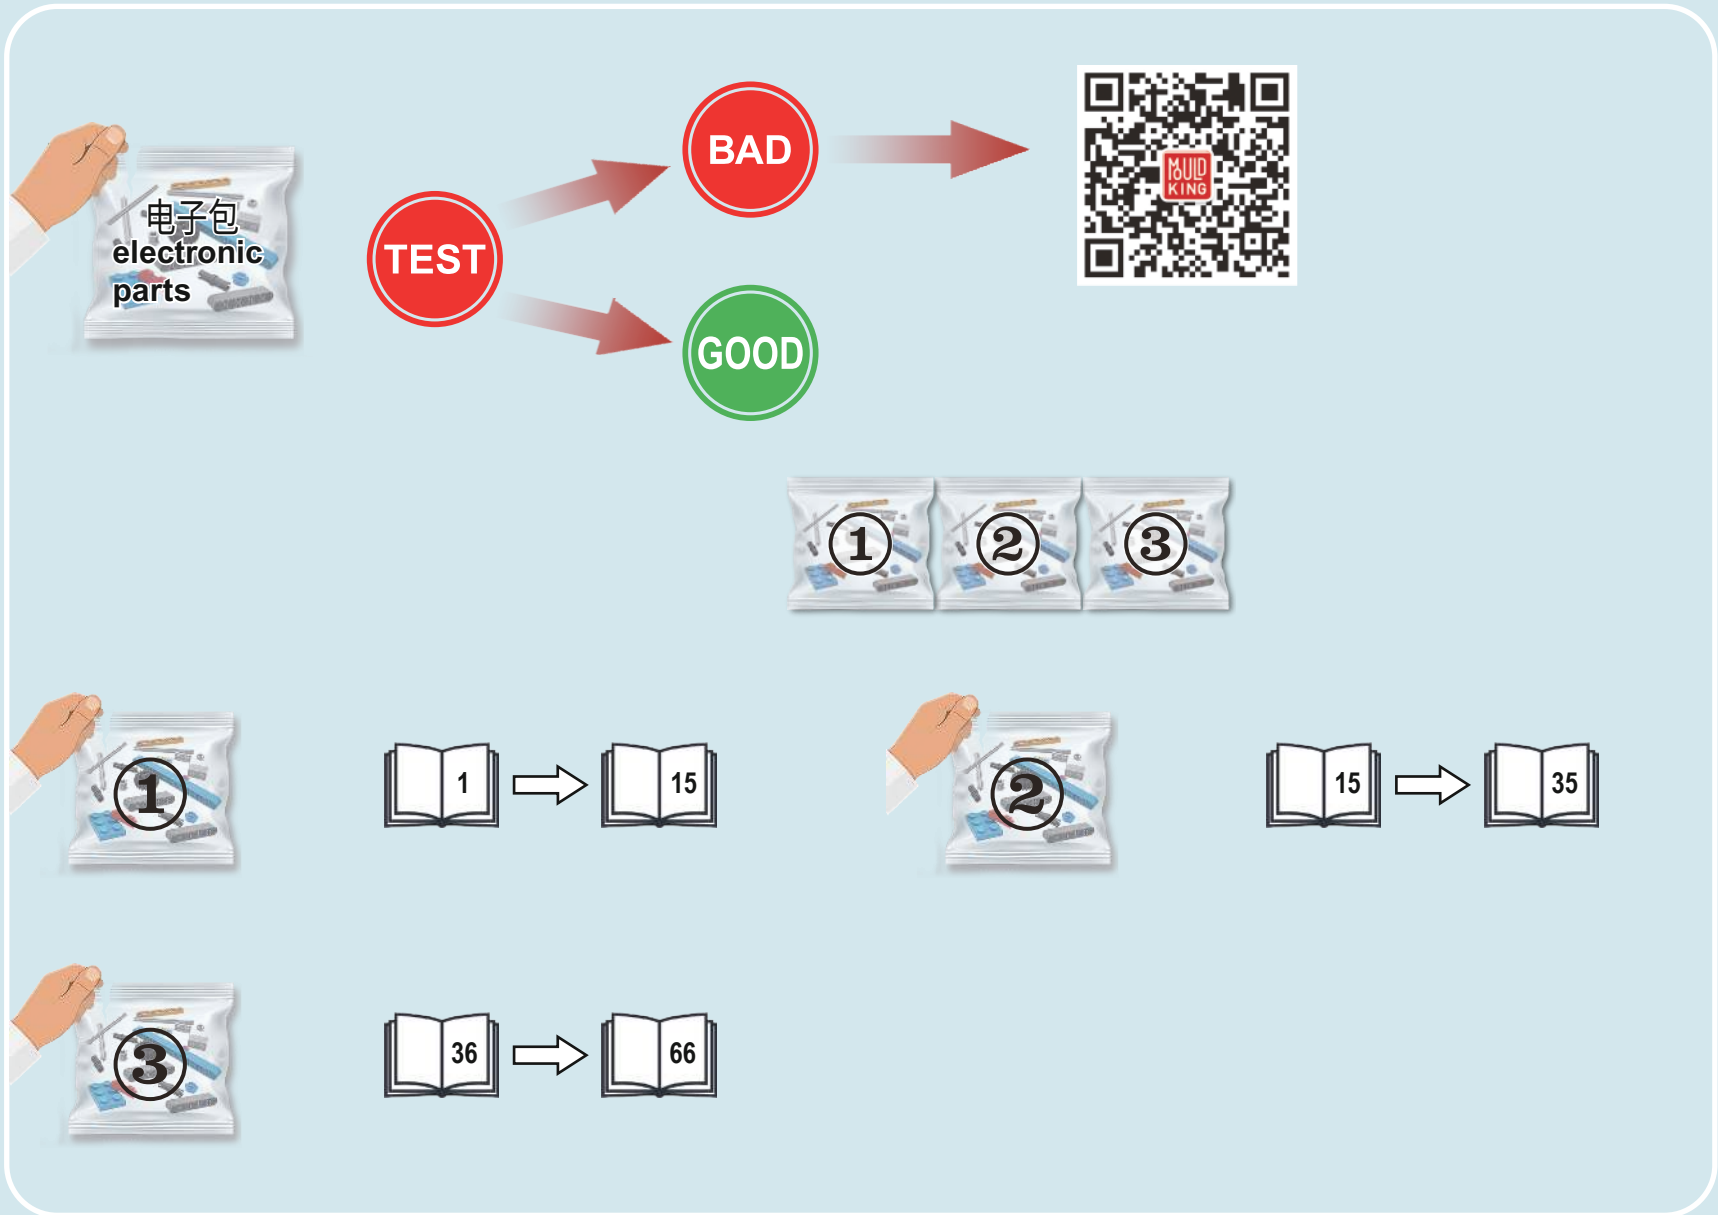 电子包
electronic
parts
TEST
BAD
GOOD
MOULD
KING
1 2 3
1
1 15
2
15 35
3
36 66